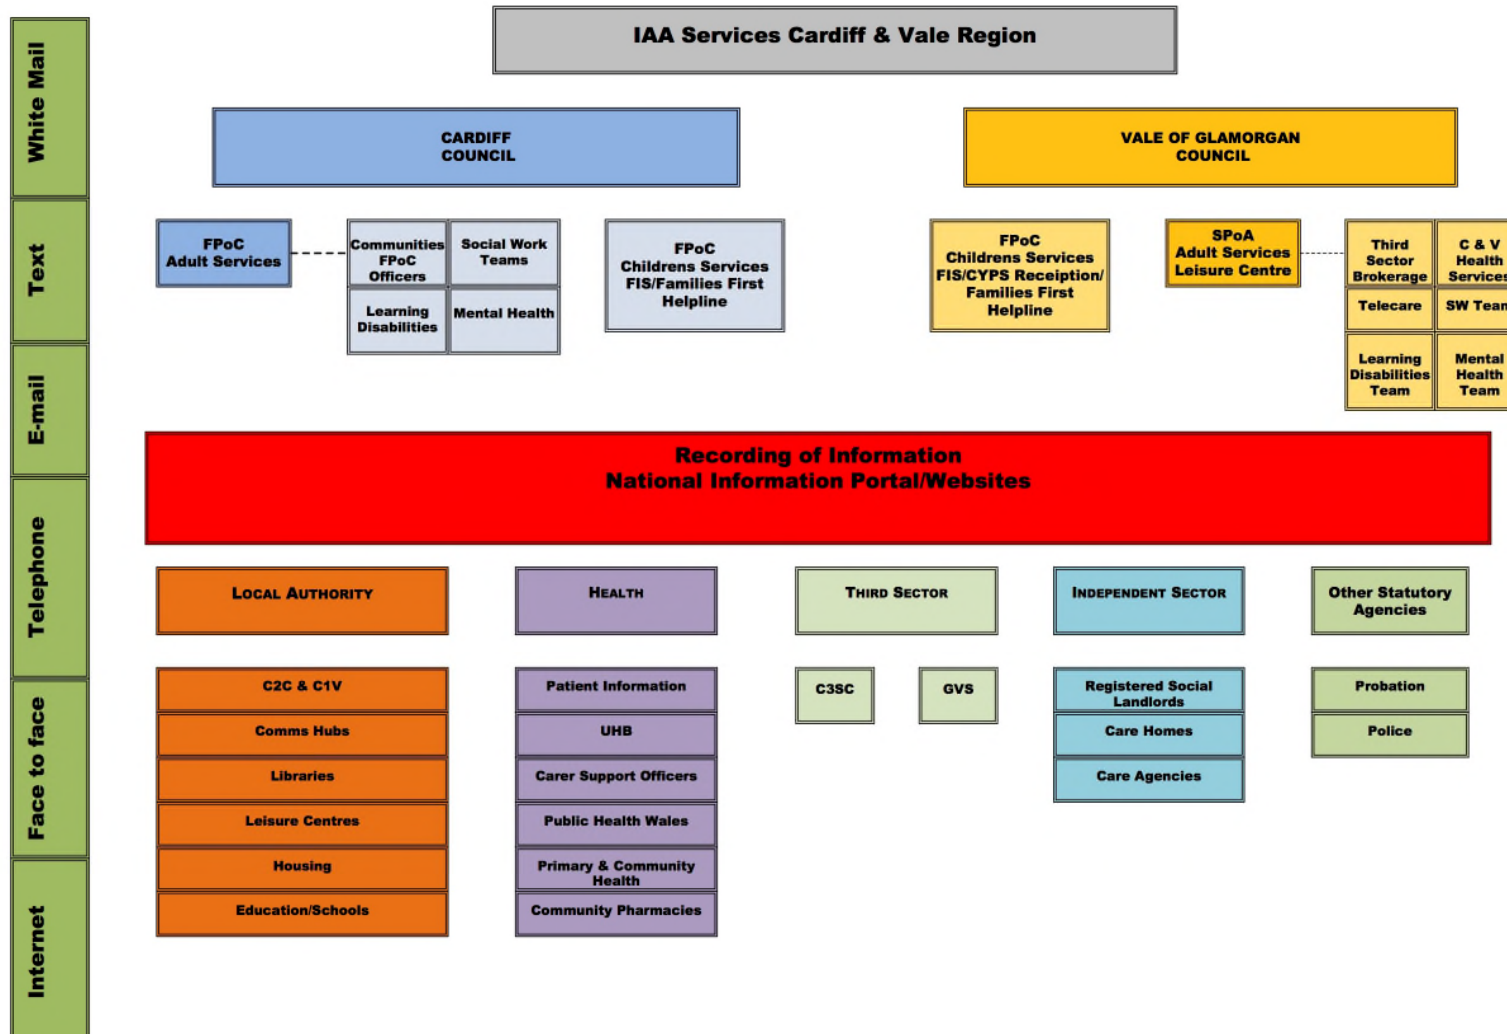 IAA Services Cardiff & Vale Region
White Mail
Text
E-mail
Telephone
Face to face
Internet
CARDIFF
COUNCIL
VALE OF GLAMORGAN
COUNCIL
FPoC
Adult Services
Communities
FPoC
Officers
Social Work
Teams
Learning
Disabilities
Mental Health
FPoC
Childrens Services
FIS/Families First
Helpline
FPoC
Childrens Services
FIS/CYPS Receiption/
Families First
Helpline
SPoA
Adult Services
Leisure Centre
Third
Sector
Brokerage
C & V
Health
Services
Telecare
SW Team
Learning
Disabilities
Team
Mental
Health
Team
Recording of Information
National Information Portal/Websites
LOCAL AUTHORITY
HEALTH
THIRD SECTOR
INDEPENDENT SECTOR
Other Statutory
Agencies
C2C & C1V
Comms Hubs
Libraries
Leisure Centres
Housing
Education/Schools
Patient Information
UHB
Carer Support Officers
Public Health Wales
Primary & Community
Health
Community Pharmacies
C3SC
GVS
Registered Social
Landlords
Care Homes
Care Agencies
Probation
Police